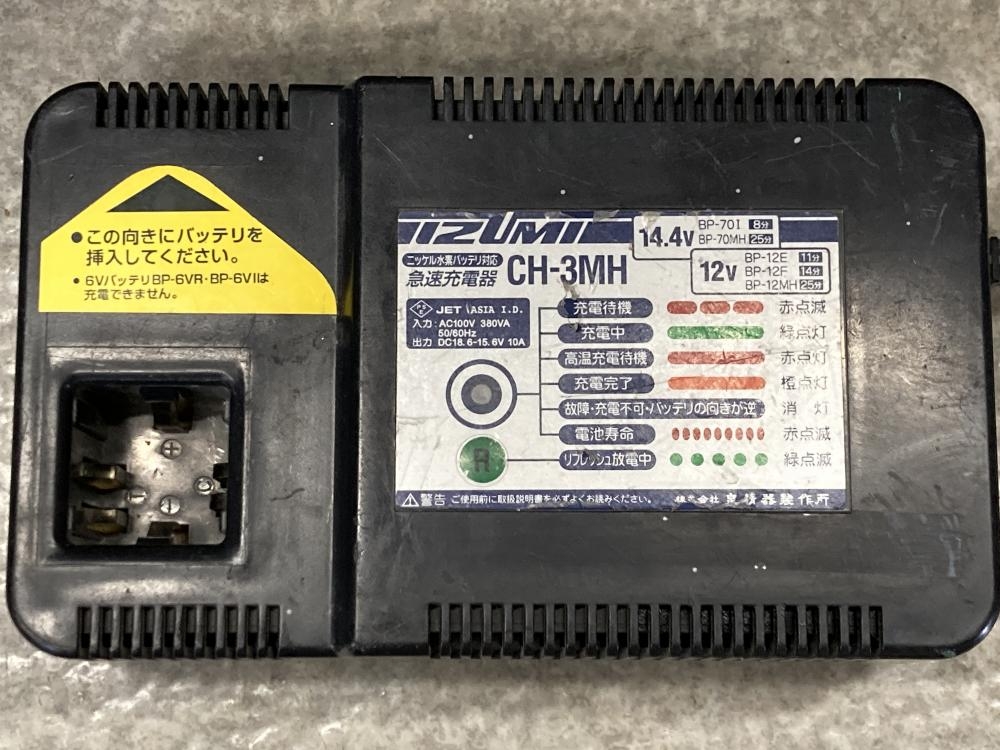 ●この向きにバッテリを
挿入してください。
●6VバッテリBP-6VR・BP-6VIは
充電できません。
IZUMI
14.4V BP-70I 8分
BP-70MH 25分
12V BP-12E 11分
BP-12F 14分
BP-12MH 25分
ニッケル水素バッテリ対応
急速充電器 CH-3MH
PSE JET ASIA I.D.
入力:AC100V 380VA
50/60Hz
出力 DC18.6-15.6V 10A
充電待機 赤点滅
充電中 緑点灯
高温充電待機 赤点灯
充電完了 橙点灯
故障・充電不可・バッテリの向きが逆 消灯
電池寿命 赤点滅
R リフレッシュ放電中 緑点滅
⚠警告 ご使用前に取扱説明書を必ずよくお読みください。
株式会社 泉精器製作所
+
−